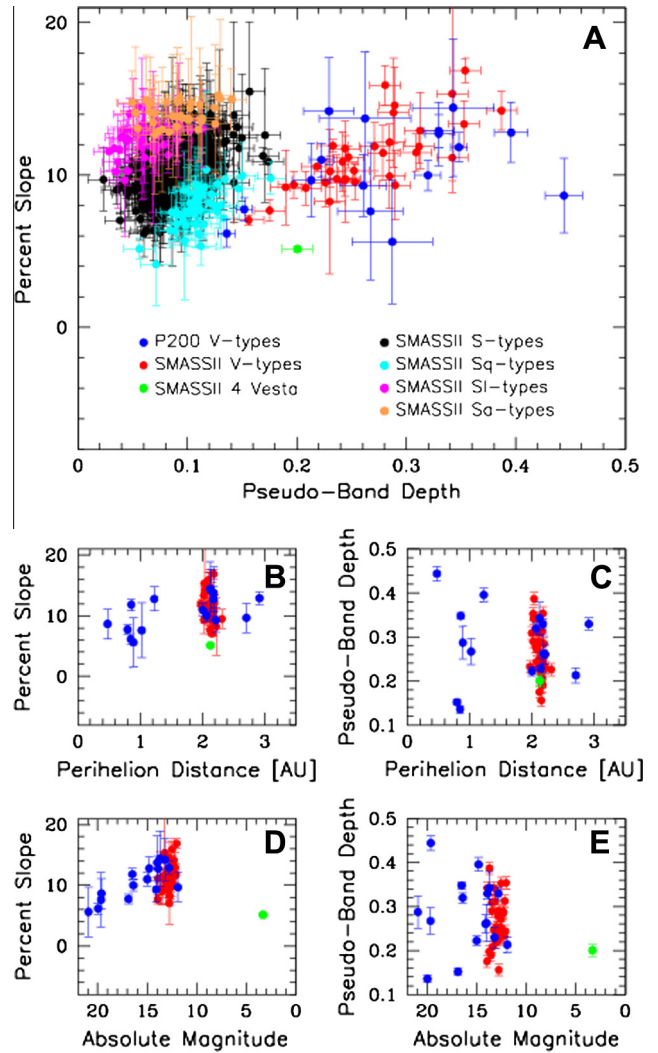 A
20
10
0
Percent Slope
P200 V-types
SMASSII V-types
SMASSII 4 Vesta
SMASSII S-types
SMASSII Sq-types
SMASSII Sl-types
SMASSII Sa-types
0 0.1 0.2 0.3 0.4 0.5
Pseudo-Band Depth
B
20
10
0
Percent Slope
0 1 2 3
Perihelion Distance [AU]
C
0.5
0.4
0.3
0.2
0.1
Pseudo-Band Depth
0 1 2 3
Perihelion Distance [AU]
D
20
10
0
Percent Slope
20 15 10 5 0
Absolute Magnitude
E
0.5
0.4
0.3
0.2
0.1
Pseudo-Band Depth
20 15 10 5 0
Absolute Magnitude